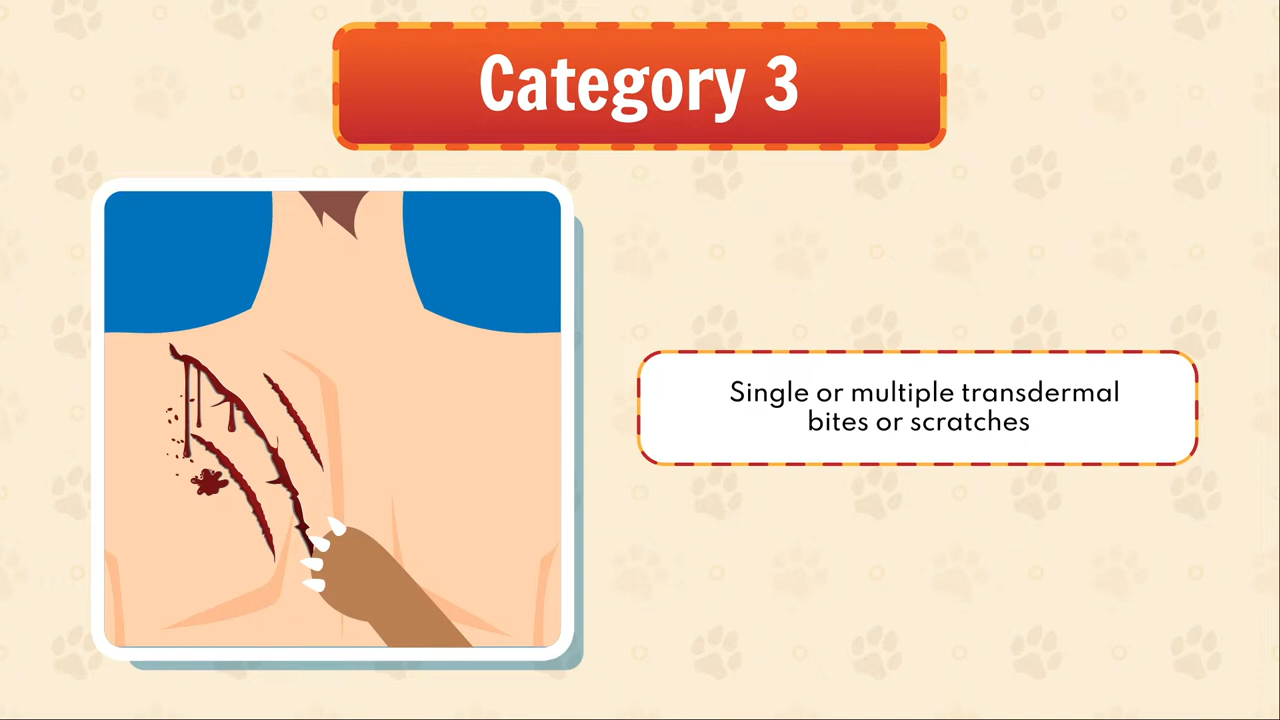 Category 3
Single or multiple transdermal
bites or scratches